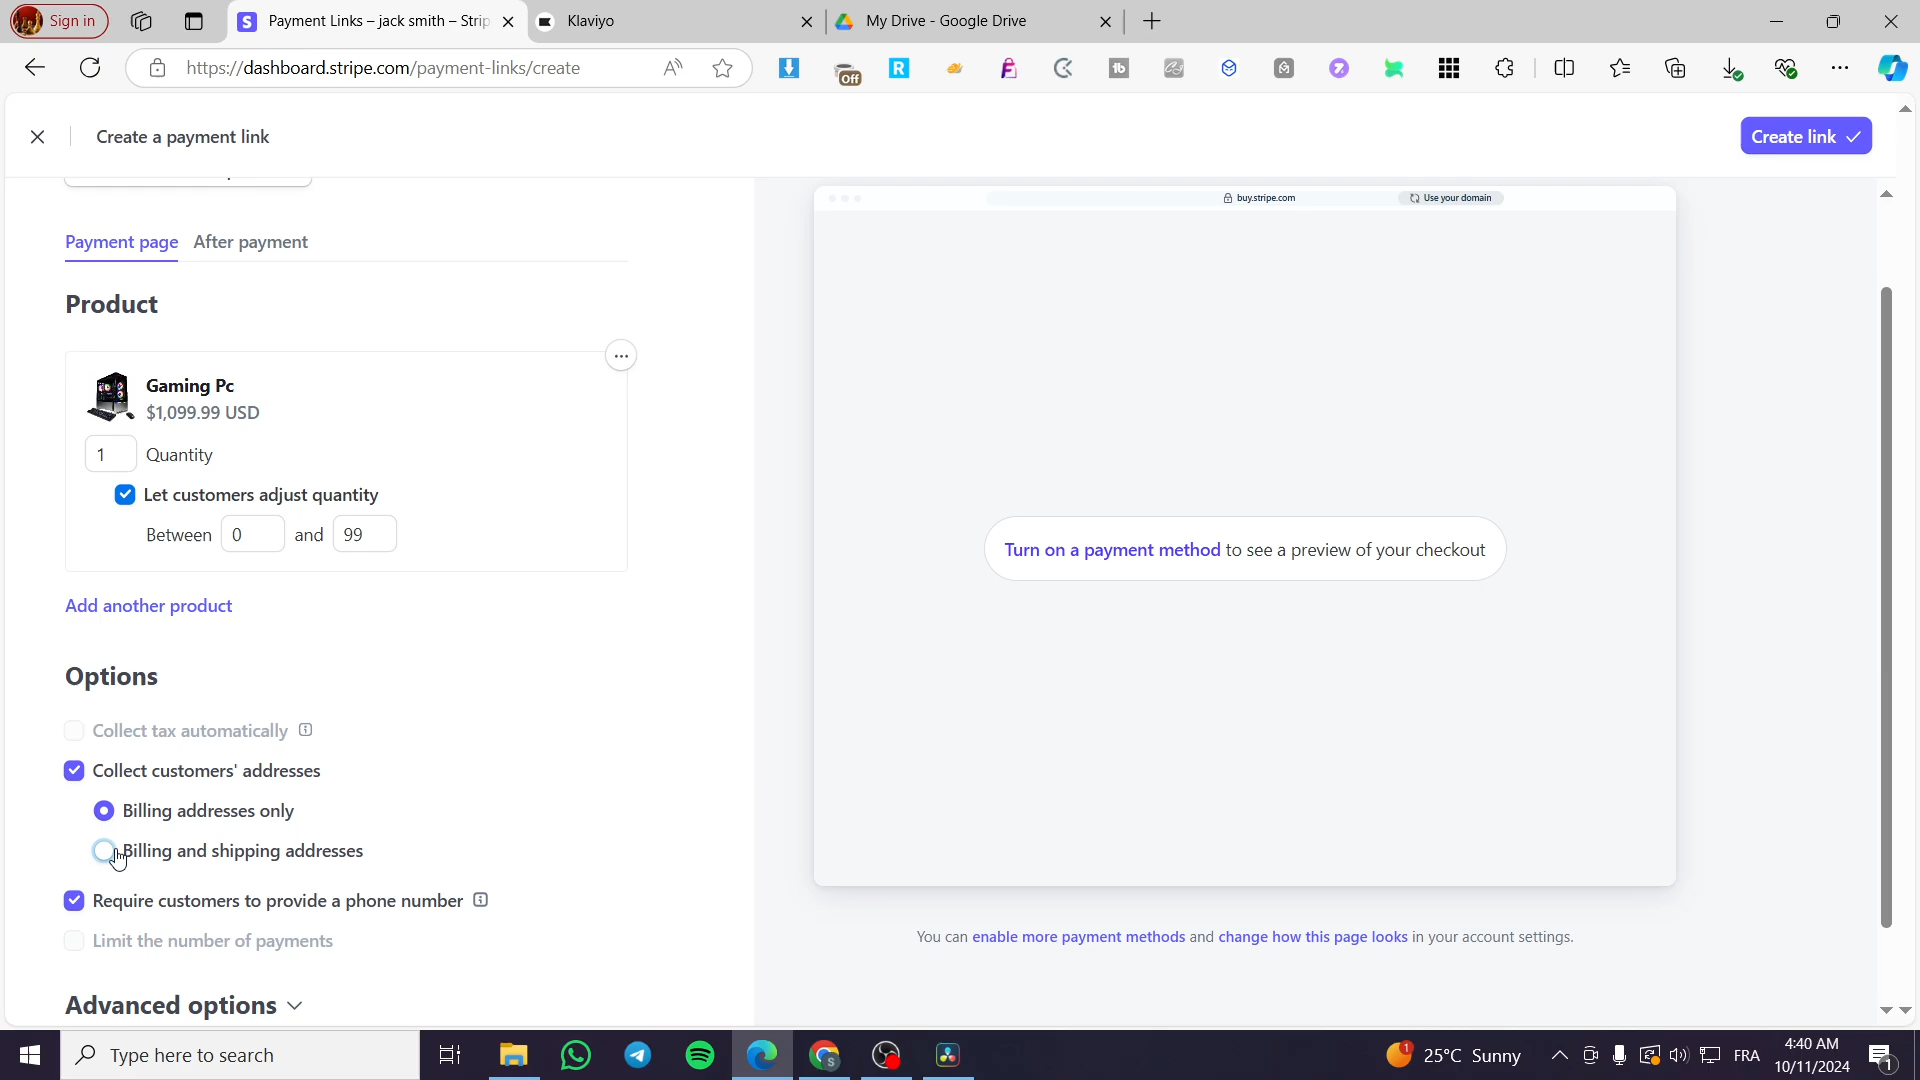 Sign in
Payment Links – jack smith – Strip
Klaviyo
My Drive - Google Drive
https://dashboard.stripe.com/payment-links/create
Off
Create a payment link
Create link
buy.stripe.com
Use your domain
Payment page
After payment
Product
Gaming Pc
$1,099.99 USD
1
Quantity
Let customers adjust quantity
Between 0 and 99
Add another product
Turn on a payment method to see a preview of your checkout
Options
Collect tax automatically
Collect customers' addresses
Billing addresses only
Billing and shipping addresses
Require customers to provide a phone number
Limit the number of payments
You can enable more payment methods and change how this page looks in your account settings.
Advanced options
Type here to search
1
25°C Sunny
FRA
4:40 AM
10/11/2024
1